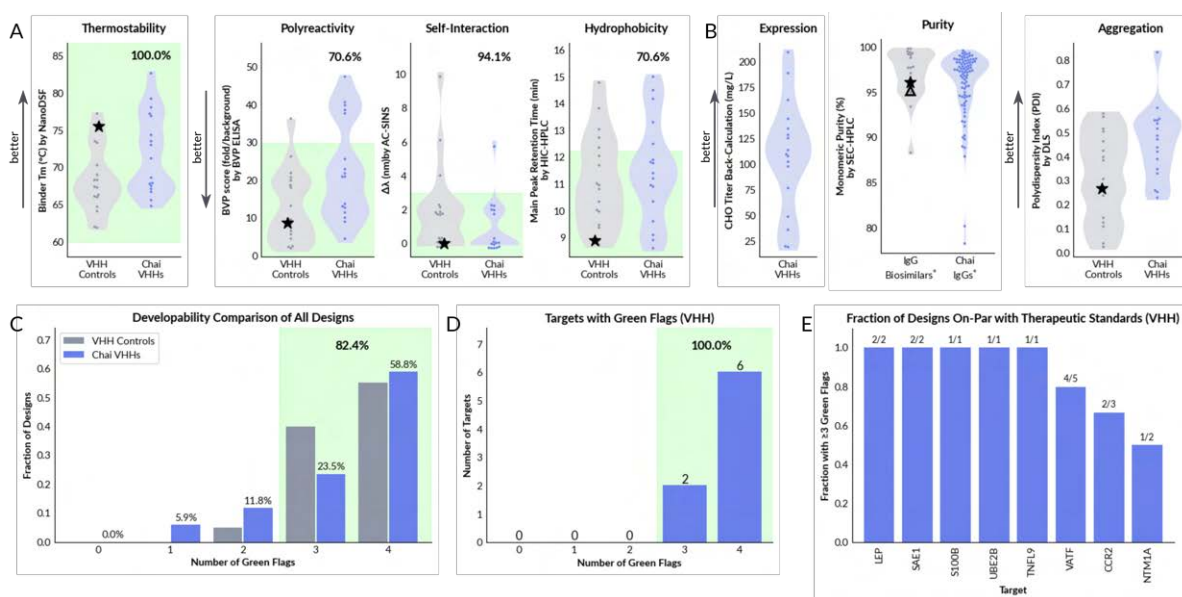 A
Thermostability
100.0%
better
Binder Tm (°C) by NanoDSF
85
80
75
70
65
60
VHH
Controls
Chai
VHHs
better
Polyreactivity
70.6%
BVP score (fold/background)
by BVP ELISA
50
40
30
20
10
0
VHH
Controls
Chai
VHHs
Self-Interaction
94.1%
Δλ (nm)by AC-SINS
10
8
6
4
2
0
VHH
Controls
Chai
VHHs
Hydrophobicity
70.6%
Main Peak Retention Time (min)
by HIC-HPLC
15
14
13
12
11
10
9
VHH
Controls
Chai
VHHs
B
Expression
better
CHO Titer Back-Calculation (mg/L)
200
175
150
125
100
75
50
25
Chai
VHHs
Purity
Monomeric Purity (%)
by SEC-HPLC
100
95
90
85
80
IgG
Biosimilars*
Chai
IgGs*
Aggregation
better
Polydispersity Index (PDI)
by DLS
0.8
0.7
0.6
0.5
0.4
0.3
0.2
0.1
0.0
VHH
Controls
Chai
VHHs
C
Developability Comparison of All Designs
VHH Controls
Chai VHHs
82.4%
Fraction of Designs
0.7
0.6
0.5
0.4
0.3
0.2
0.1
0.0
0.0%
5.9%
11.8%
23.5%
58.8%
0 1 2 3 4
Number of Green Flags
D
Targets with Green Flags (VHH)
100.0%
Number of Targets
7
6
5
4
3
2
1
0
0 0 0 2 6
0 1 2 3 4
Number of Green Flags
E
Fraction of Designs On-Par with Therapeutic Standards (VHH)
2/2 2/2 1/1 1/1 1/1 4/5 2/3 1/2
Fraction with ≥3 Green Flags
1.0
0.8
0.6
0.4
0.2
0.0
LEP
SAE1
S100B
UBE2B
TNFL9
VATF
CCR2
NTM1A
Target